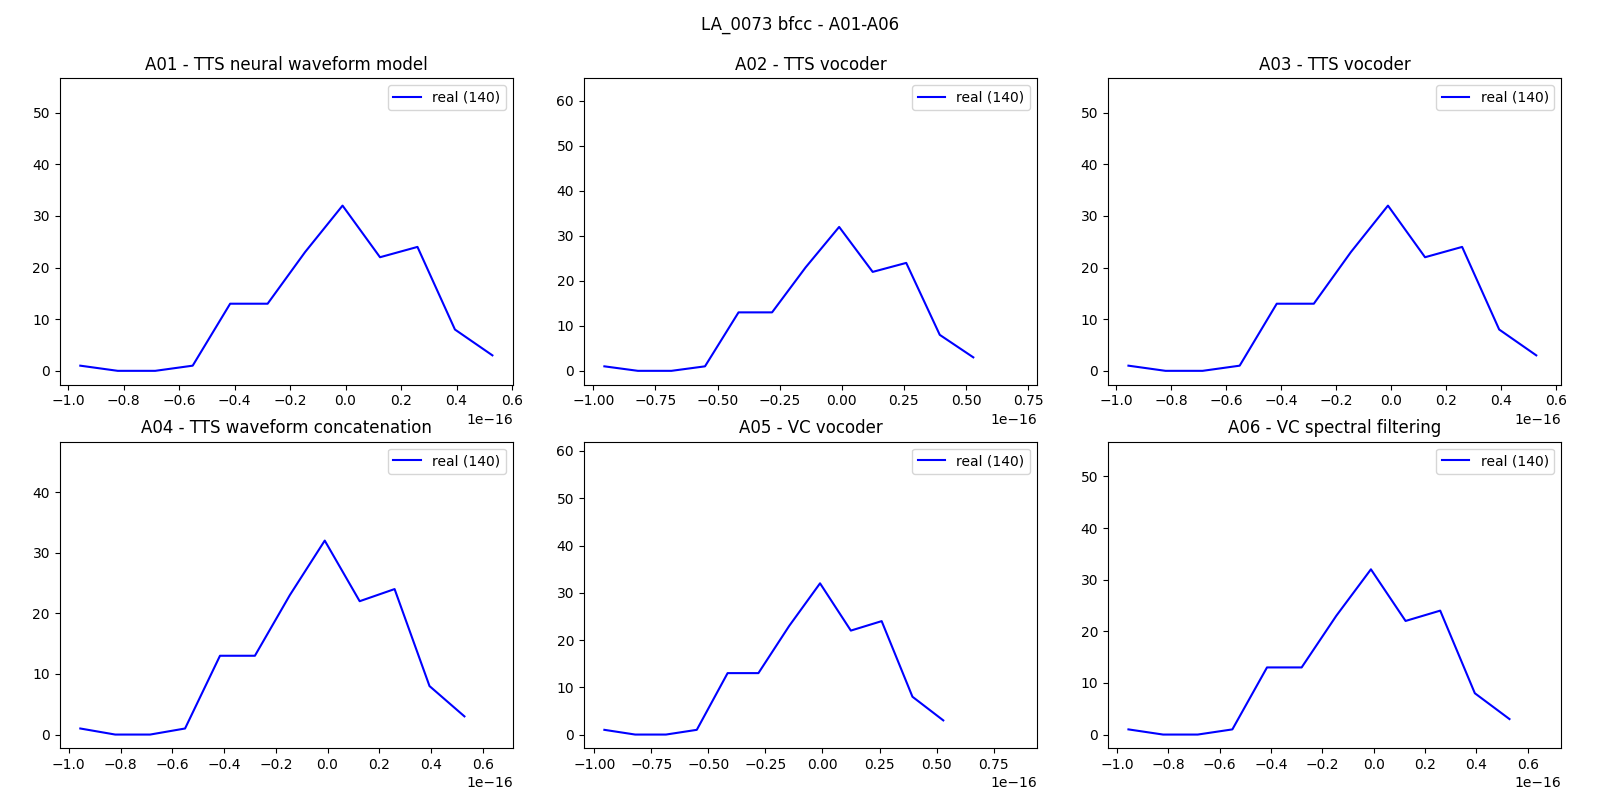 LA_0073 bfcc - A01-A06
A01 - TTS neural waveform model
real (140)
50
40
30
20
10
0
−1.0 −0.8 −0.6 −0.4 −0.2 0.0 0.2 0.4 0.6
1e−16
A02 - TTS vocoder
real (140)
60
50
40
30
20
10
0
−1.00 −0.75 −0.50 −0.25 0.00 0.25 0.50 0.75
1e−16
A03 - TTS vocoder
real (140)
50
40
30
20
10
0
−1.0 −0.8 −0.6 −0.4 −0.2 0.0 0.2 0.4 0.6
1e−16
A04 - TTS waveform concatenation
real (140)
40
30
20
10
0
−1.0 −0.8 −0.6 −0.4 −0.2 0.0 0.2 0.4 0.6
1e−16
A05 - VC vocoder
real (140)
60
50
40
30
20
10
0
−1.00 −0.75 −0.50 −0.25 0.00 0.25 0.50 0.75
1e−16
A06 - VC spectral filtering
real (140)
50
40
30
20
10
0
−1.0 −0.8 −0.6 −0.4 −0.2 0.0 0.2 0.4 0.6
1e−16